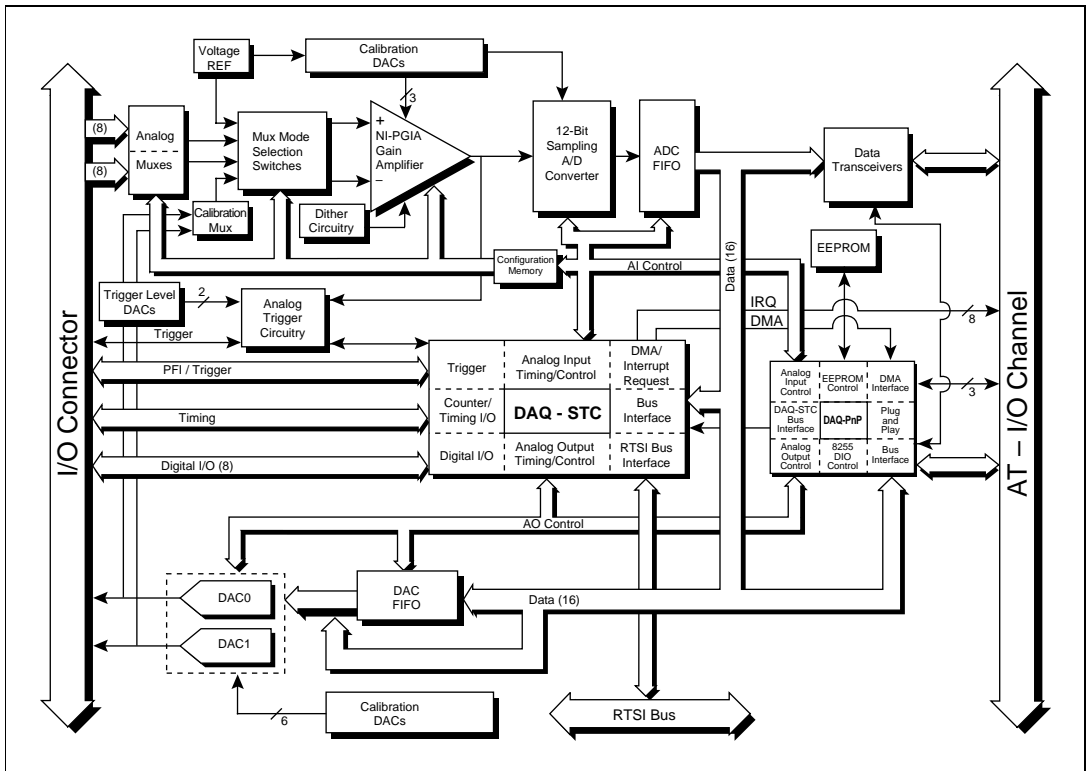 Voltage
REF
Calibration
DACs
3
(8)
(8)
Analog
Muxes
Mux Mode
Selection
Switches
+
NI-PGIA
Gain
Amplifier
–
12-Bit
Sampling
A/D
Converter
ADC
FIFO
Data
Transceivers
Calibration
Mux
Dither
Circuitry
Configuration
Memory
AI Control
Data (16)
EEPROM
Trigger Level
DACs
2
Analog
Trigger
Circuitry
Trigger
IRQ
DMA
8
I/O Connector
AT – I/O Channel
PFI / Trigger
Timing
Digital I/O (8)
Trigger
Analog Input
Timing/Control
DMA/
Interrupt
Request
Counter/
Timing I/O
DAQ - STC
Bus
Interface
Digital I/O
Analog Output
Timing/Control
RTSI Bus
Interface
Analog
Input
Control
EEPROM
Control
DMA
Interface
DAQ-STC
Bus
Interface
DAQ-PnP
Plug
and
Play
Analog
Output
Control
8255
DIO
Control
Bus
Interface
3
AO Control
DAC0
DAC1
DAC
FIFO
Data (16)
6
Calibration
DACs
RTSI Bus